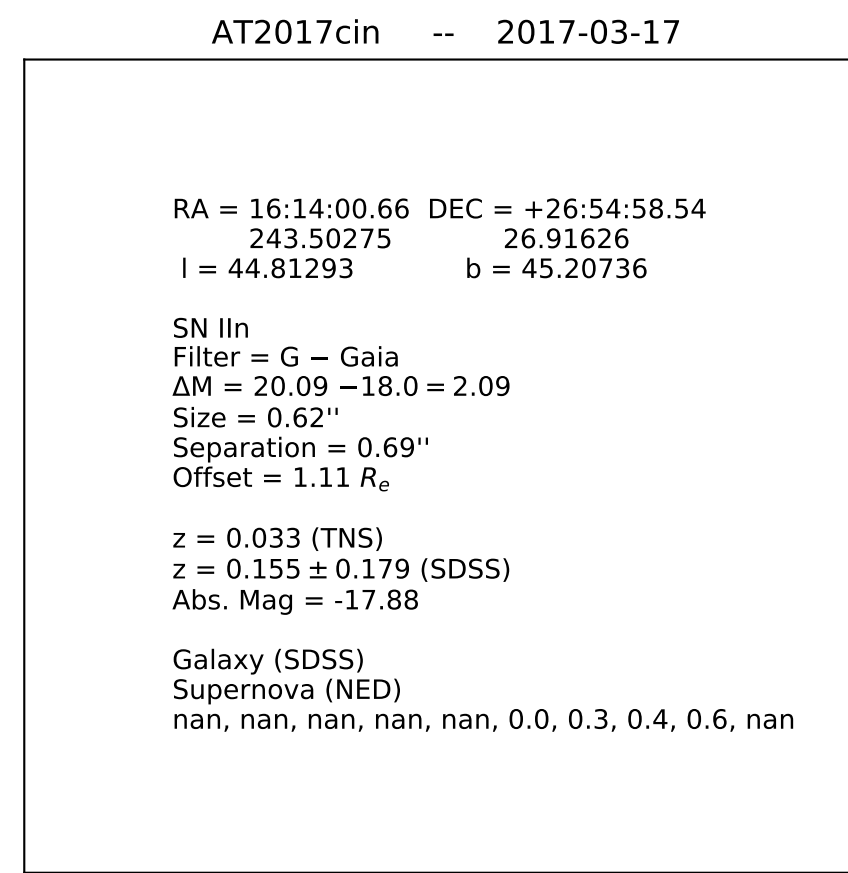 AT2017cin -- 2017-03-17
RA = 16:14:00.66 DEC = +26:54:58.54
243.50275 26.91626
l = 44.81293 b = 45.20736
SN IIn
Filter = G − Gaia
ΔM = 20.09 −18.0 = 2.09
Size = 0.62''
Separation = 0.69''
Offset = 1.11 Re
z = 0.033 (TNS)
z = 0.155 ± 0.179 (SDSS)
Abs. Mag = -17.88
Galaxy (SDSS)
Supernova (NED)
nan, nan, nan, nan, nan, 0.0, 0.3, 0.4, 0.6, nan